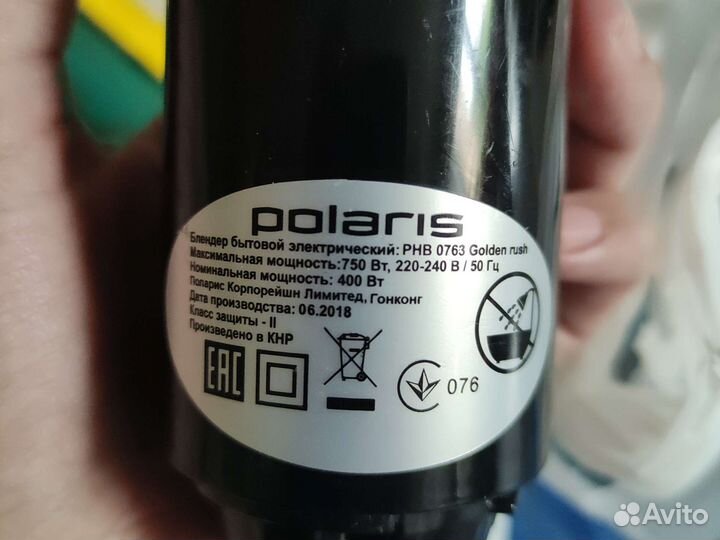 polaris
Блендер бытовой электрический: PHB 0763 Golden rush
Максимальная мощность:750 Вт, 220-240 В / 50 Гц
Номинальная мощность: 400 Вт
Поларис Корпорейшн Лимитед, Гонконг
Дата производства: 06.2018
Класс защиты - II
Произведено в КНР
EAC
076
Avito